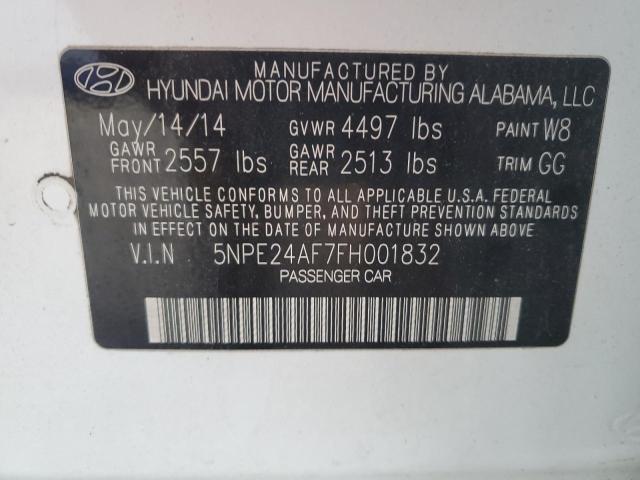 MANUFACTURED BY
HYUNDAI MOTOR MANUFACTURING ALABAMA, LLC
May/14/14 GVWR 4497 lbs PAINT W8
GAWR FRONT 2557 lbs GAWR REAR 2513 lbs TRIM GG
THIS VEHICLE CONFORMS TO ALL APPLICABLE U.S.A. FEDERAL
MOTOR VEHICLE SAFETY, BUMPER, AND THEFT PREVENTION
STANDARDS IN EFFECT ON THE DATE OF MANUFACTURE SHOWN ABOVE.
V.I.N 5NPE24AF7FH001832
PASSENGER CAR